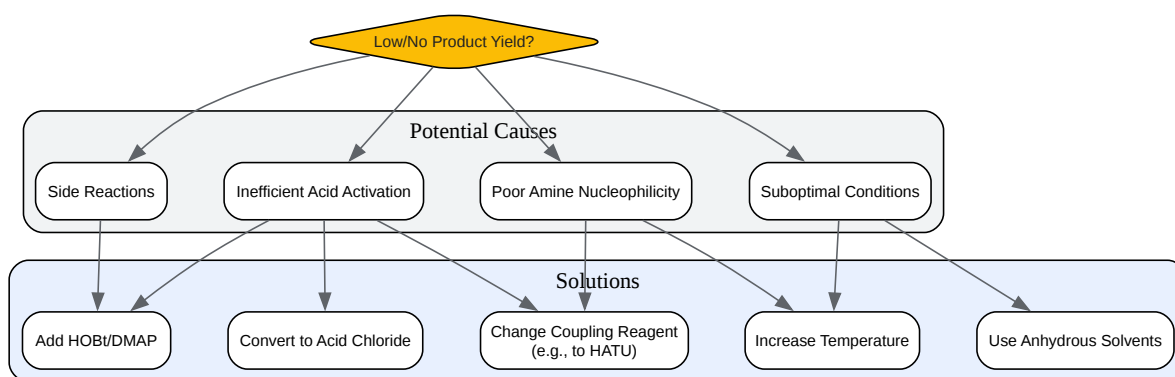 Low/No Product Yield?
Potential Causes
Side Reactions
Inefficient Acid Activation
Poor Amine Nucleophilicity
Suboptimal Conditions
Solutions
Add HOBt/DMAP
Convert to Acid Chloride
Change Coupling Reagent
(e.g., to HATU)
Increase Temperature
Use Anhydrous Solvents